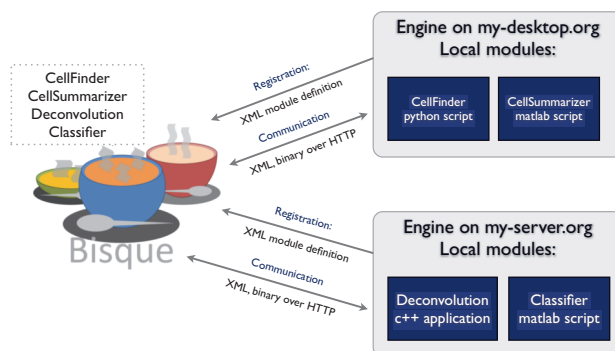 CellFinder
CellSummarizer
Deconvolution
Classifier
Bisque
Registration:
XML module definition
Communication
XML, binary over HTTP
Engine on my-desktop.org
Local modules:
CellFinder
python script
CellSummarizer
matlab script
Registration:
XML module definition
Communication
XML, binary over HTTP
Engine on my-server.org
Local modules:
Deconvolution
c++ application
Classifier
matlab script